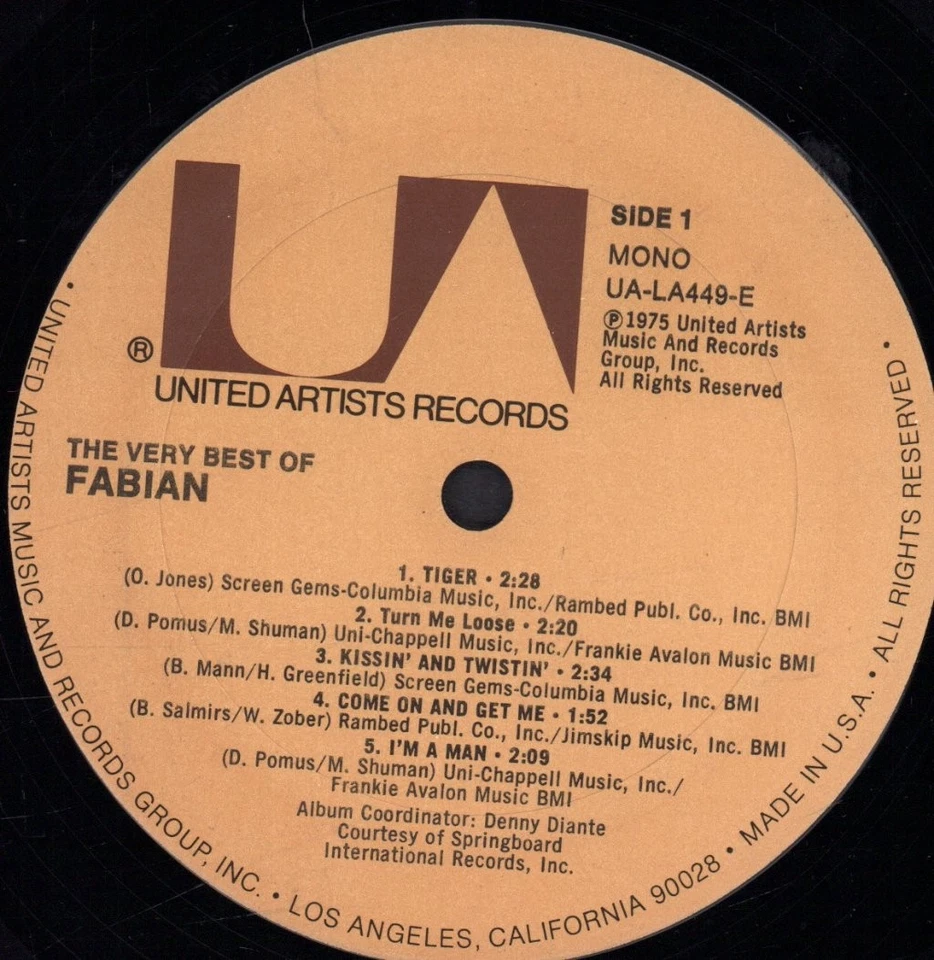 UA
SIDE 1
MONO
UA-LA449-E
Ⓟ1975 United Artists
Music And Records
Group, Inc.
All Rights Reserved
®
UNITED ARTISTS RECORDS
THE VERY BEST OF
FABIAN
1. TIGER • 2:28
(O. Jones) Screen Gems-Columbia Music, Inc./Rambed Publ. Co., Inc. BMI
2. Turn Me Loose • 2:20
(D. Pomus/M. Shuman) Uni-Chappell Music, Inc./Frankie Avalon Music BMI
3. KISSIN' AND TWISTIN' • 2:34
(B. Mann/H. Greenfield) Screen Gems-Columbia Music, Inc. BMI
4. COME ON AND GET ME • 1:52
(B. Salmirs/W. Zober) Rambed Publ. Co., Inc./Jimskip Music, Inc. BMI
5. I'M A MAN • 2:09
(D. Pomus/M. Shuman) Uni-Chappell Music, Inc./
Frankie Avalon Music BMI
Album Coordinator: Denny Diante
Courtesy of Springboard
International Records, Inc.
• UNITED ARTISTS MUSIC AND RECORDS GROUP, INC. • LOS ANGELES, CALIFORNIA 90028 • MADE IN U.S.A. • ALL RIGHTS RESERVED •